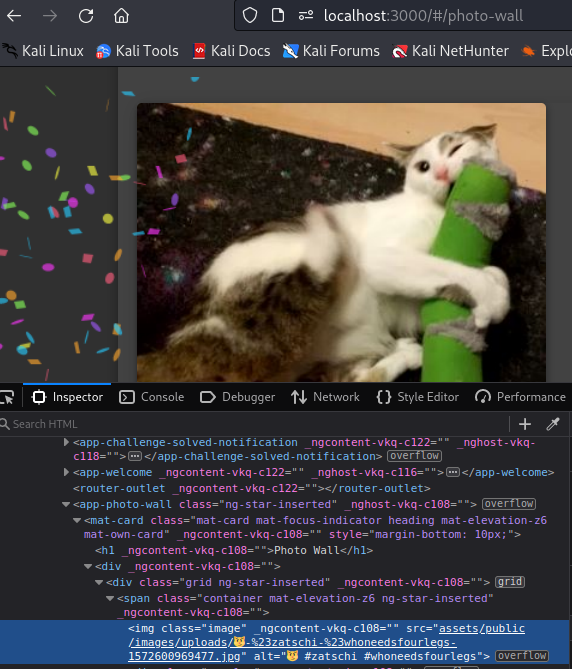 localhost:3000/#/photo-wall
Kali Linux Kali Tools Kali Docs Kali Forums Kali NetHunter Explo
Inspector Console Debugger Network Style Editor Performance
Search HTML
<app-challenge-solved-notification _ngcontent-vkq-c122="" _nghost-vkq-
c118=""></app-challenge-solved-notification> overflow
<app-welcome _ngcontent-vkq-c122="" _nghost-vkq-c116=""></app-welcome>
<router-outlet _ngcontent-vkq-c122=""></router-outlet>
<app-photo-wall class="ng-star-inserted" _nghost-vkq-c108=""> overflow
<mat-card class="mat-card mat-focus-indicator heading mat-elevation-z6
mat-own-card" _ngcontent-vkq-c108="" style="margin-bottom: 10px;">
<h1 _ngcontent-vkq-c108="">Photo Wall</h1>
<div _ngcontent-vkq-c108="">
<div class="grid ng-star-inserted" _ngcontent-vkq-c108=""> grid
<span class="container mat-elevation-z6 ng-star-inserted"
_ngcontent-vkq-c108="">
<img class="image" _ngcontent-vkq-c108="" src="assets/public
/images/uploads/😼-%23zatschi-%23whoneedsfourlegs-
1572600969477.jpg" alt="😼 #zatschi #whoneedsfourlegs"> overflow